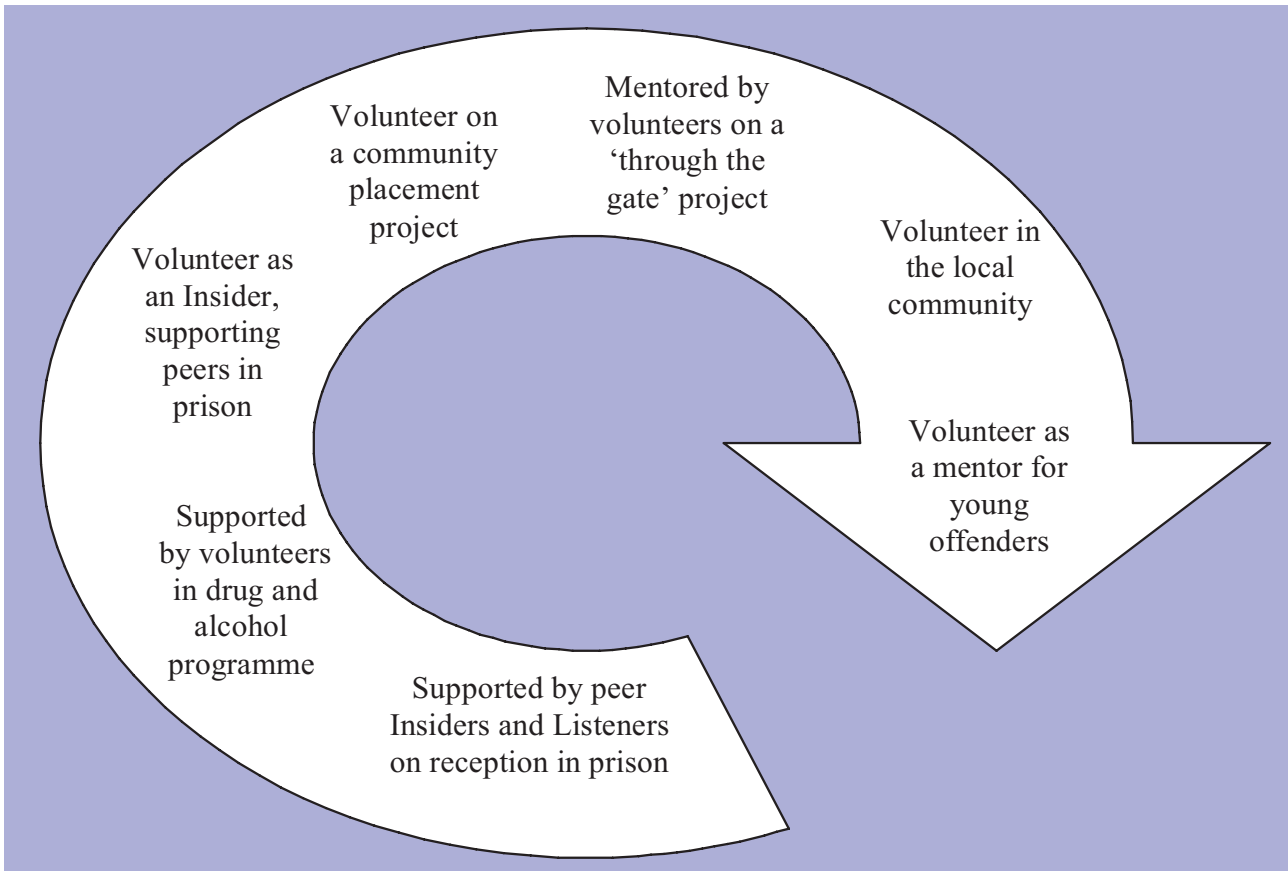 Supported by peer
Insiders and Listeners
on reception in prison
Supported
by volunteers
in drug and
alcohol
programme
Volunteer as
an Insider,
supporting
peers in
prison
Volunteer on
a community
placement
project
Mentored by
volunteers on a
‘through the
gate’ project
Volunteer in
the local
community
Volunteer as
a mentor for
young
offenders